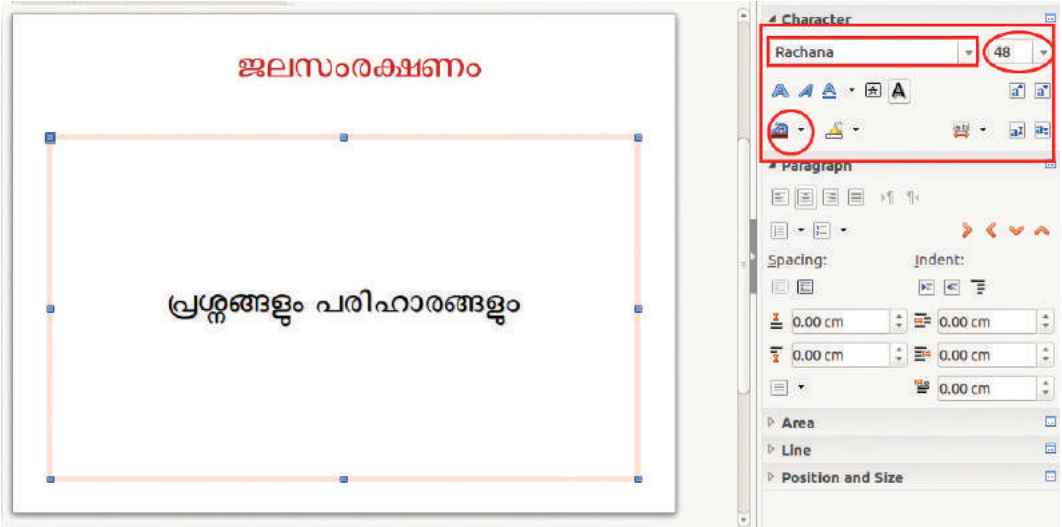 ജലസംരക്ഷണം
പ്രശ്നങ്ങളും പരിഹാരങ്ങളും
Character
Rachana 48
Paragraph
Spacing: Indent:
0.00 cm 0.00 cm
0.00 cm 0.00 cm
0.00 cm
Area
Line
Position and Size